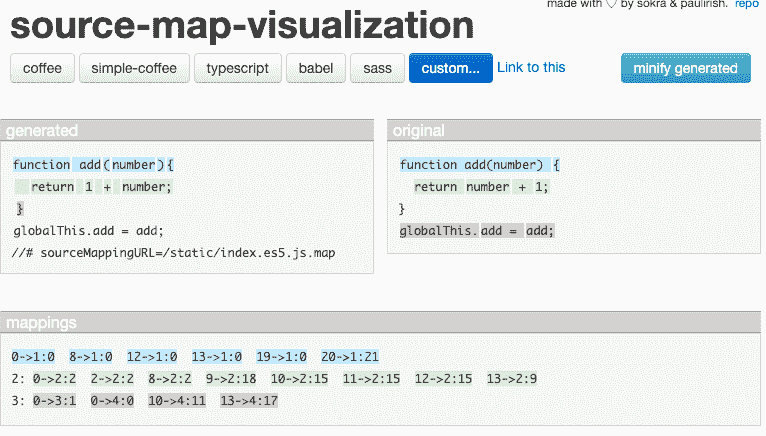 made with ♡ by sokra & paulirish. repo
source-map-visualization
coffee simple-coffee typescript babel sass custom... Link to this minify generated
generated
function add(number){
  return 1 + number;
}
globalThis.add = add;
//# sourceMappingURL=/static/index.es5.js.map
original
function add(number) {
  return number + 1;
}
globalThis.add = add;
mappings
0->1:0 8->1:0 12->1:0 13->1:0 19->1:0 20->1:21
2: 0->2:2 2->2:2 8->2:2 9->2:18 10->2:15 11->2:15 12->2:15 13->2:9
3: 0->3:1 0->4:0 10->4:11 13->4:17